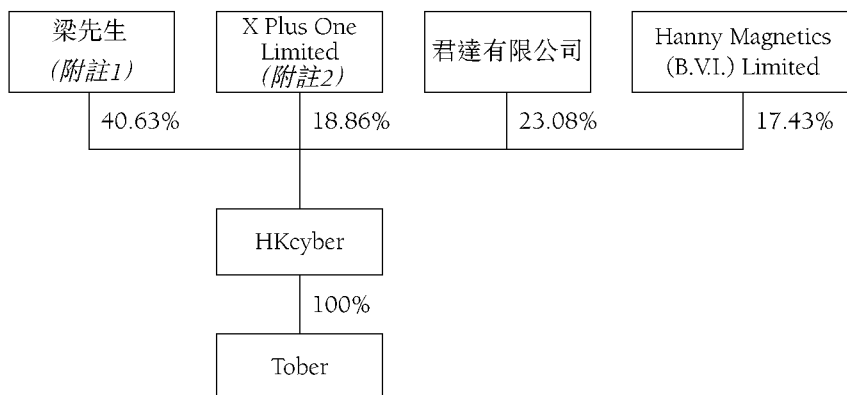 梁先生
(附註1)
X Plus One
Limited
(附註2)
君達有限公司
Hanny Magnetics
(B.V.I.) Limited
40.63%
18.86%
23.08%
17.43%
HKcyber
100%
Tober